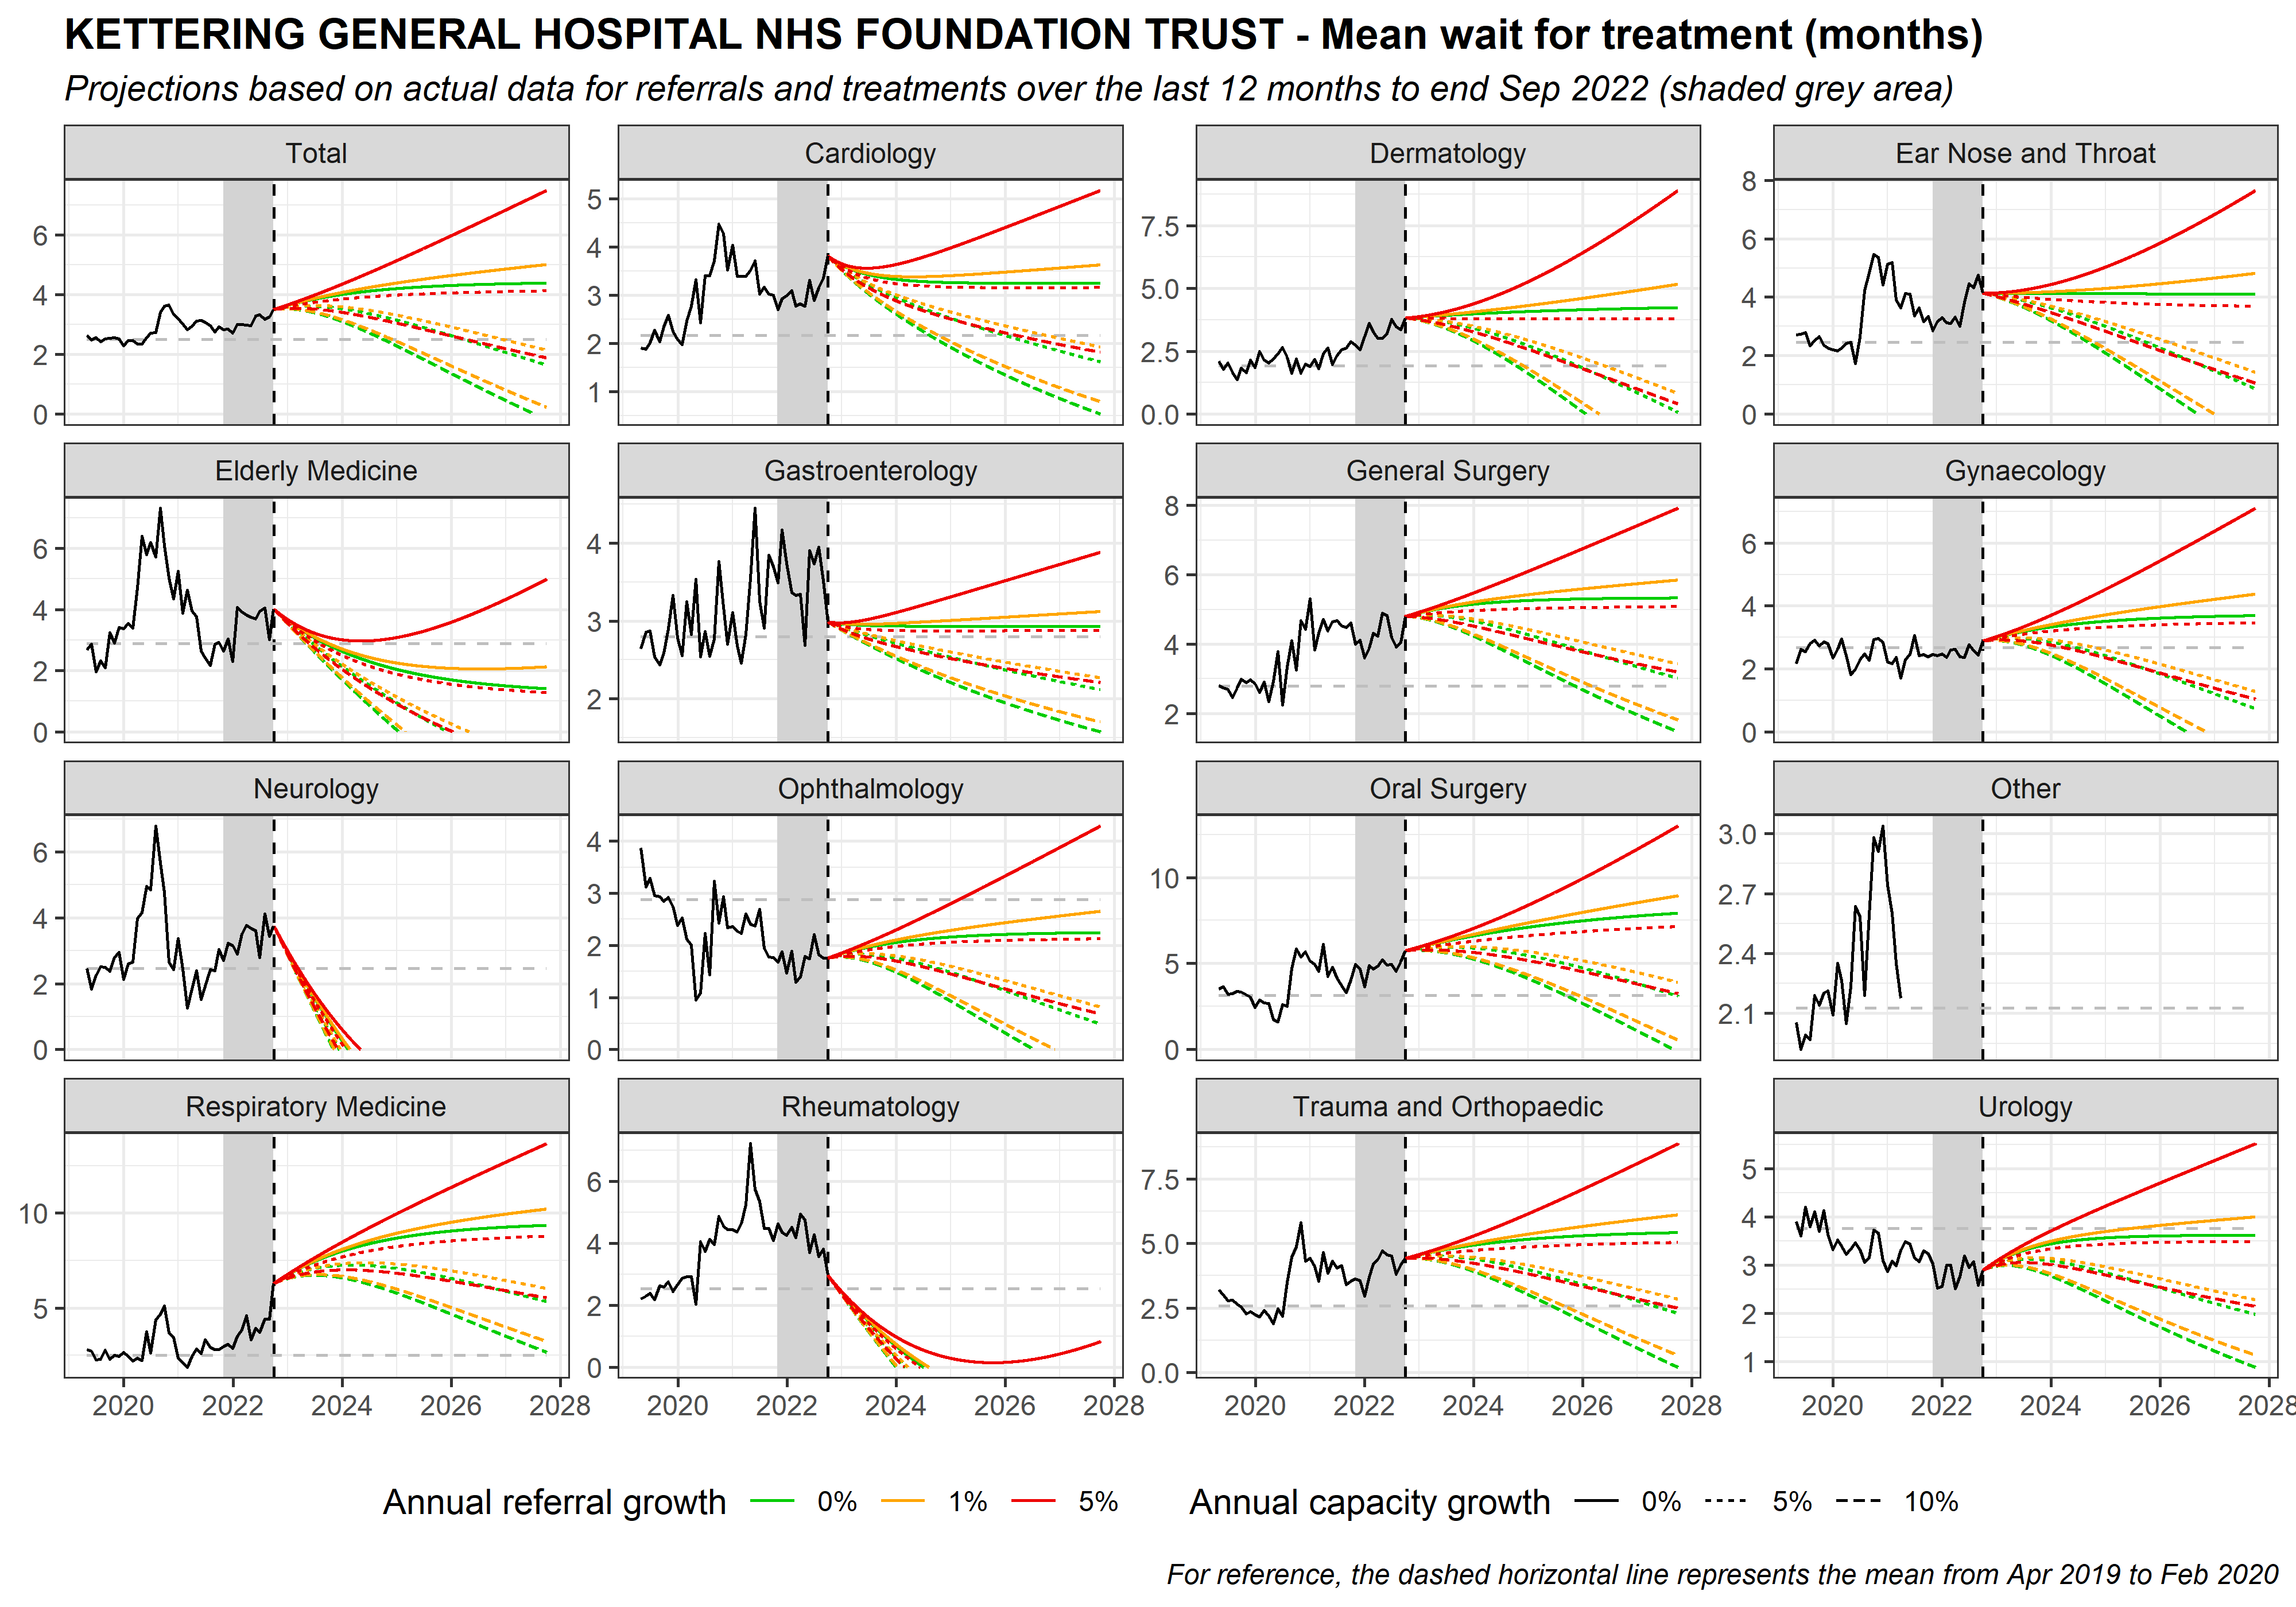 KETTERING GENERAL HOSPITAL NHS FOUNDATION TRUST - Mean wait for treatment (months)
Projections based on actual data for referrals and treatments over the last 12 months to end Sep 2022 (shaded grey area)
Total
Cardiology
Dermatology
Ear Nose and Throat
6
4
2
0
5
4
3
2
1
7.5
5.0
2.5
0.0
8
6
4
2
0
Elderly Medicine
Gastroenterology
General Surgery
Gynaecology
6
4
2
0
4
3
2
8
6
4
2
6
4
2
0
Neurology
Ophthalmology
Oral Surgery
Other
6
4
2
0
4
3
2
1
0
10
5
0
3.0
2.7
2.4
2.1
Respiratory Medicine
Rheumatology
Trauma and Orthopaedic
Urology
10
5
6
4
2
0
7.5
5.0
2.5
0.0
5
4
3
2
1
2020 2022 2024 2026 2028
2020 2022 2024 2026 2028
2020 2022 2024 2026 2028
2020 2022 2024 2026 2028
Annual referral growth 0% 1% 5%
Annual capacity growth 0% 5% 10%
For reference, the dashed horizontal line represents the mean from Apr 2019 to Feb 2020